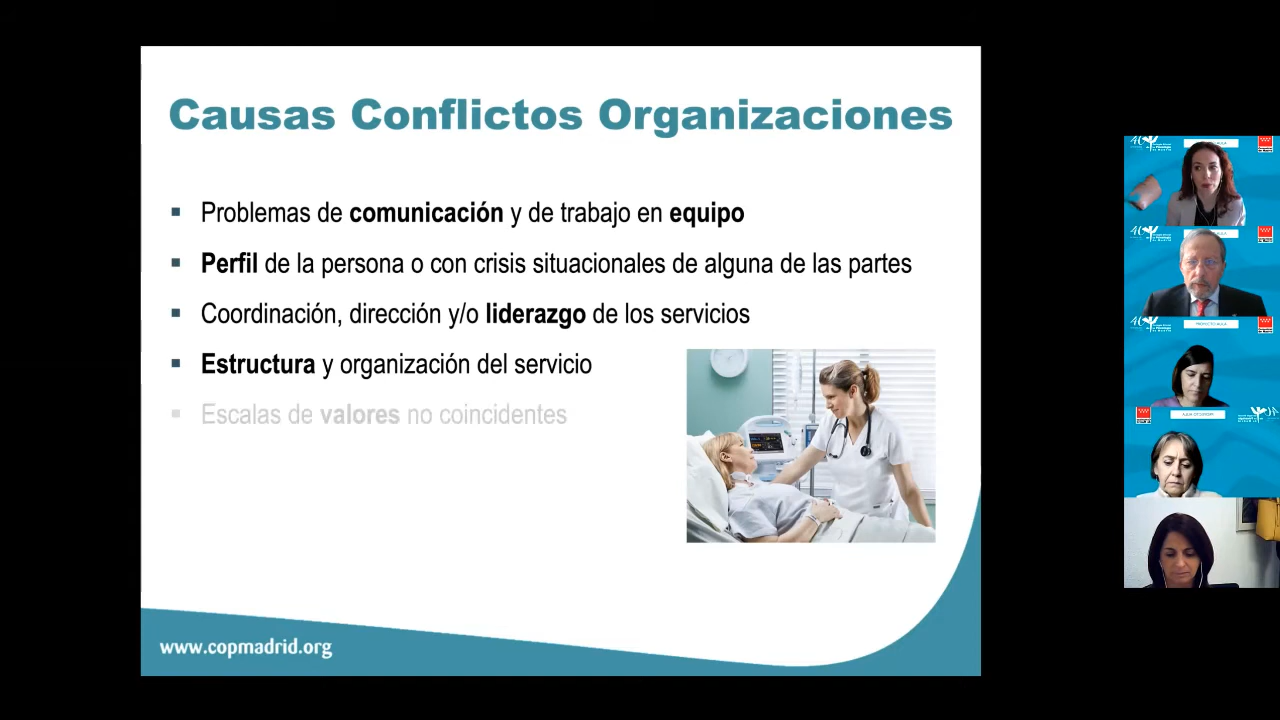 Causas Conflictos Organizaciones
Problemas de comunicación y de trabajo en equipo
Perfil de la persona o con crisis situacionales de alguna de las partes
Coordinación, dirección y/o liderazgo de los servicios
Estructura y organización del servicio
Escalas de valores no coincidentes
www.copmadrid.org
PROYECTO AULA